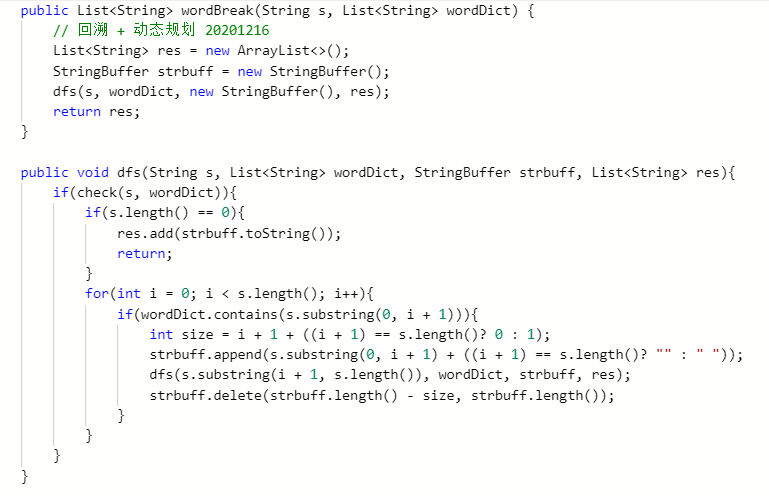 public List<String> wordBreak(String s, List<String> wordDict) {
    // 回溯 + 动态规划 20201216
    List<String> res = new ArrayList<>();
    StringBuffer strbuff = new StringBuffer();
    dfs(s, wordDict, new StringBuffer(), res);
    return res;
}

public void dfs(String s, List<String> wordDict, StringBuffer strbuff, List<String> res){
    if(check(s, wordDict)){
        if(s.length() == 0){
            res.add(strbuff.toString());
            return;
        }
        for(int i = 0; i < s.length(); i++){
            if(wordDict.contains(s.substring(0, i + 1))){
                int size = i + 1 + ((i + 1) == s.length()? 0 : 1);
                strbuff.append(s.substring(0, i + 1) + ((i + 1) == s.length()? "" : " "));
                dfs(s.substring(i + 1, s.length()), wordDict, strbuff, res);
                strbuff.delete(strbuff.length() - size, strbuff.length());
            }
        }
    }
}